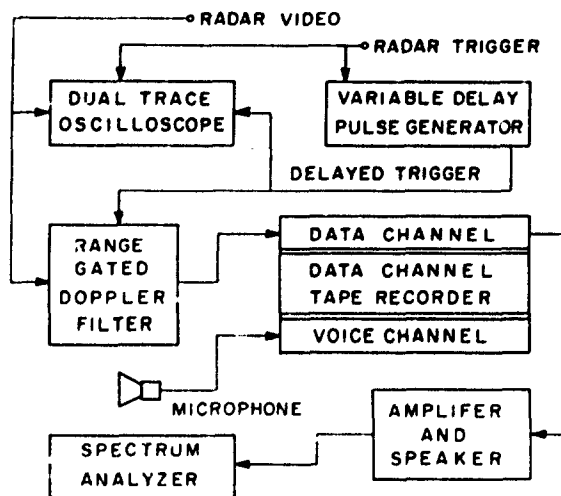 RADAR VIDEO
RADAR TRIGGER
DUAL TRACE
OSCILLOSCOPE
VARIABLE DELAY
PULSE GENERATOR
DELAYED TRIGGER
RANGE
GATED
DOPPLER
FILTER
DATA CHANNEL
DATA CHANNEL
TAPE RECORDER
VOICE CHANNEL
MICROPHONE
AMPLIFER
AND
SPEAKER
SPECTRUM
ANALYZER